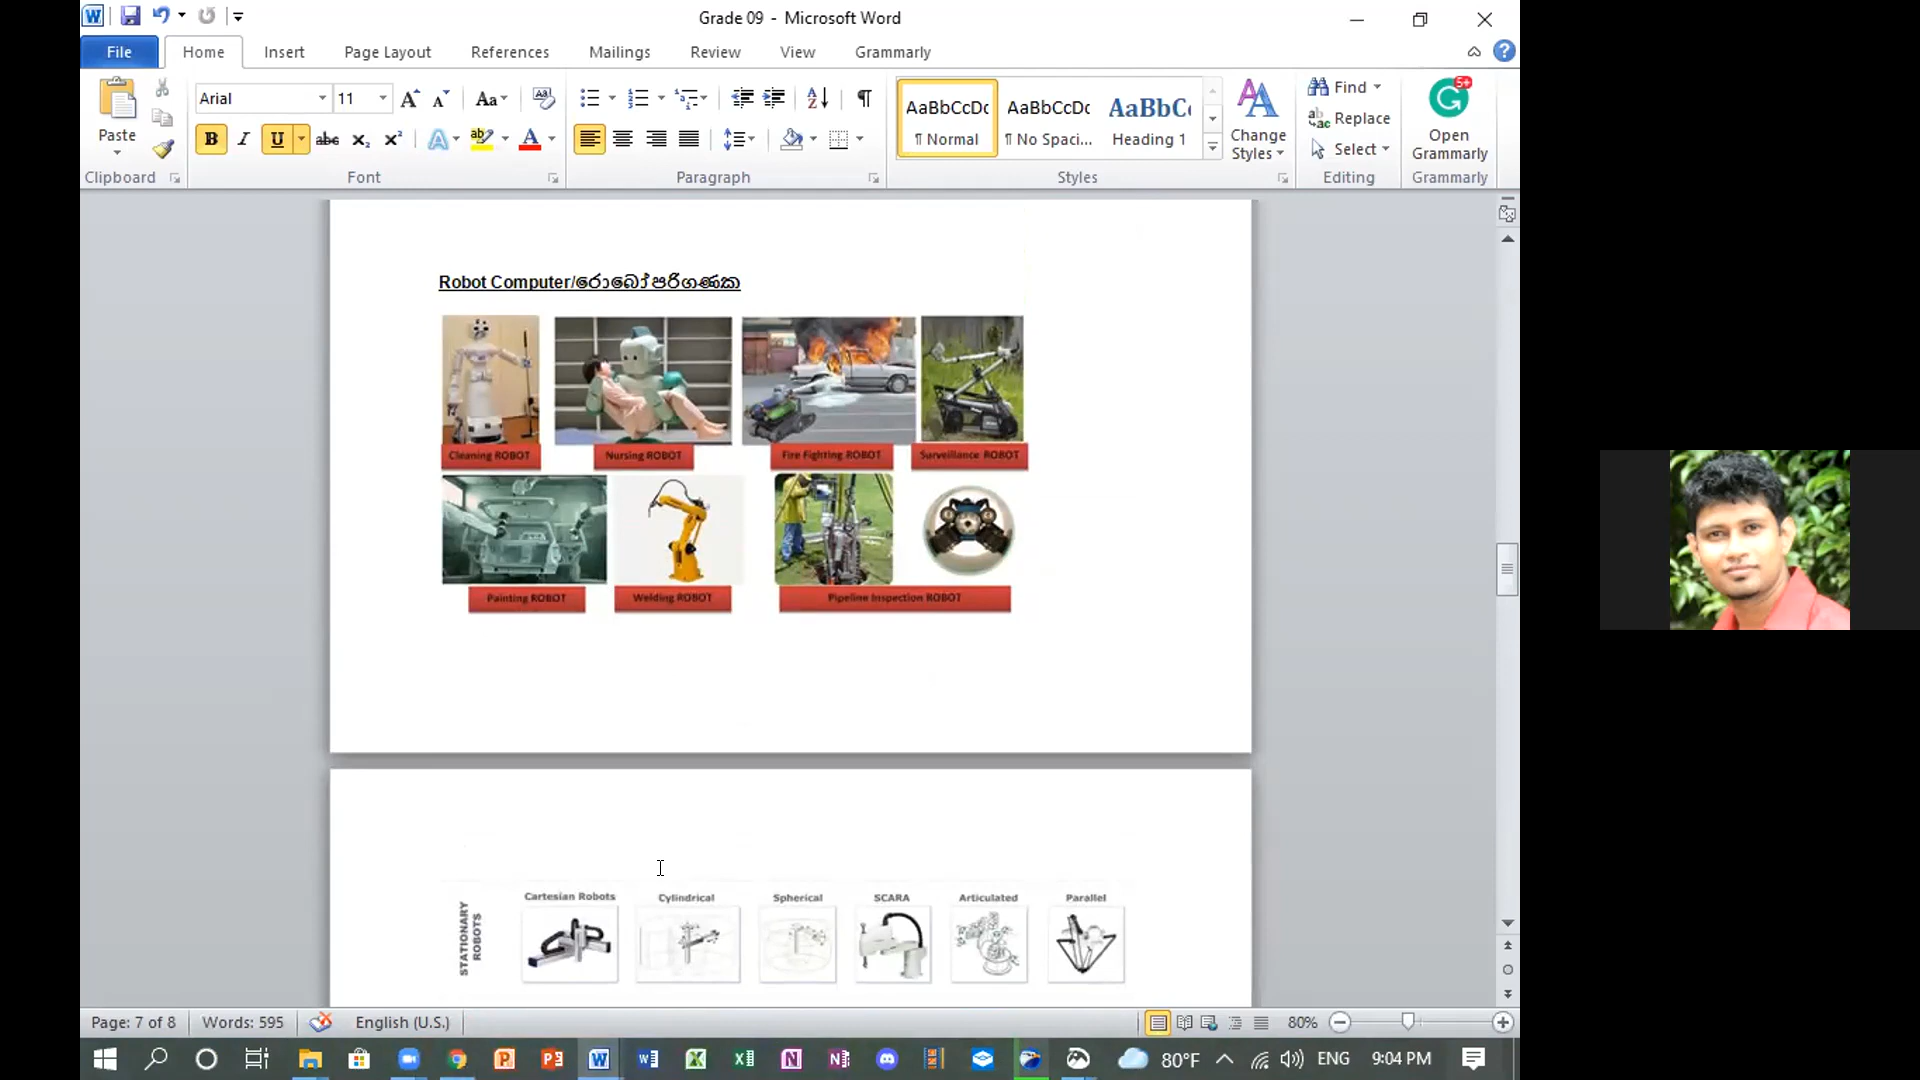 Grade 09 - Microsoft Word
File Home Insert Page Layout References Mailings Review View Grammarly
Arial 11 Aa
Paste
AaBbCcDc AaBbCcDc AaBbC
¶ Normal ¶ No Spaci... Heading 1
Change Styles
Find
Replace
Select
Open Grammarly
Clipboard Font Paragraph Styles Editing Grammarly
Robot Computer/රොබෝ පරිගණක
Cleaning ROBOT Nursing ROBOT Fire Fighting ROBOT Surveillance ROBOT
Painting ROBOT Welding ROBOT Pipeline Inspection ROBOT
STATIONARY ROBOTS
Cartesian Robots Cylindrical Spherical SCARA Articulated Parallel
Page: 7 of 8 Words: 595 English (U.S.) 80%
80°F ENG 9:04 PM